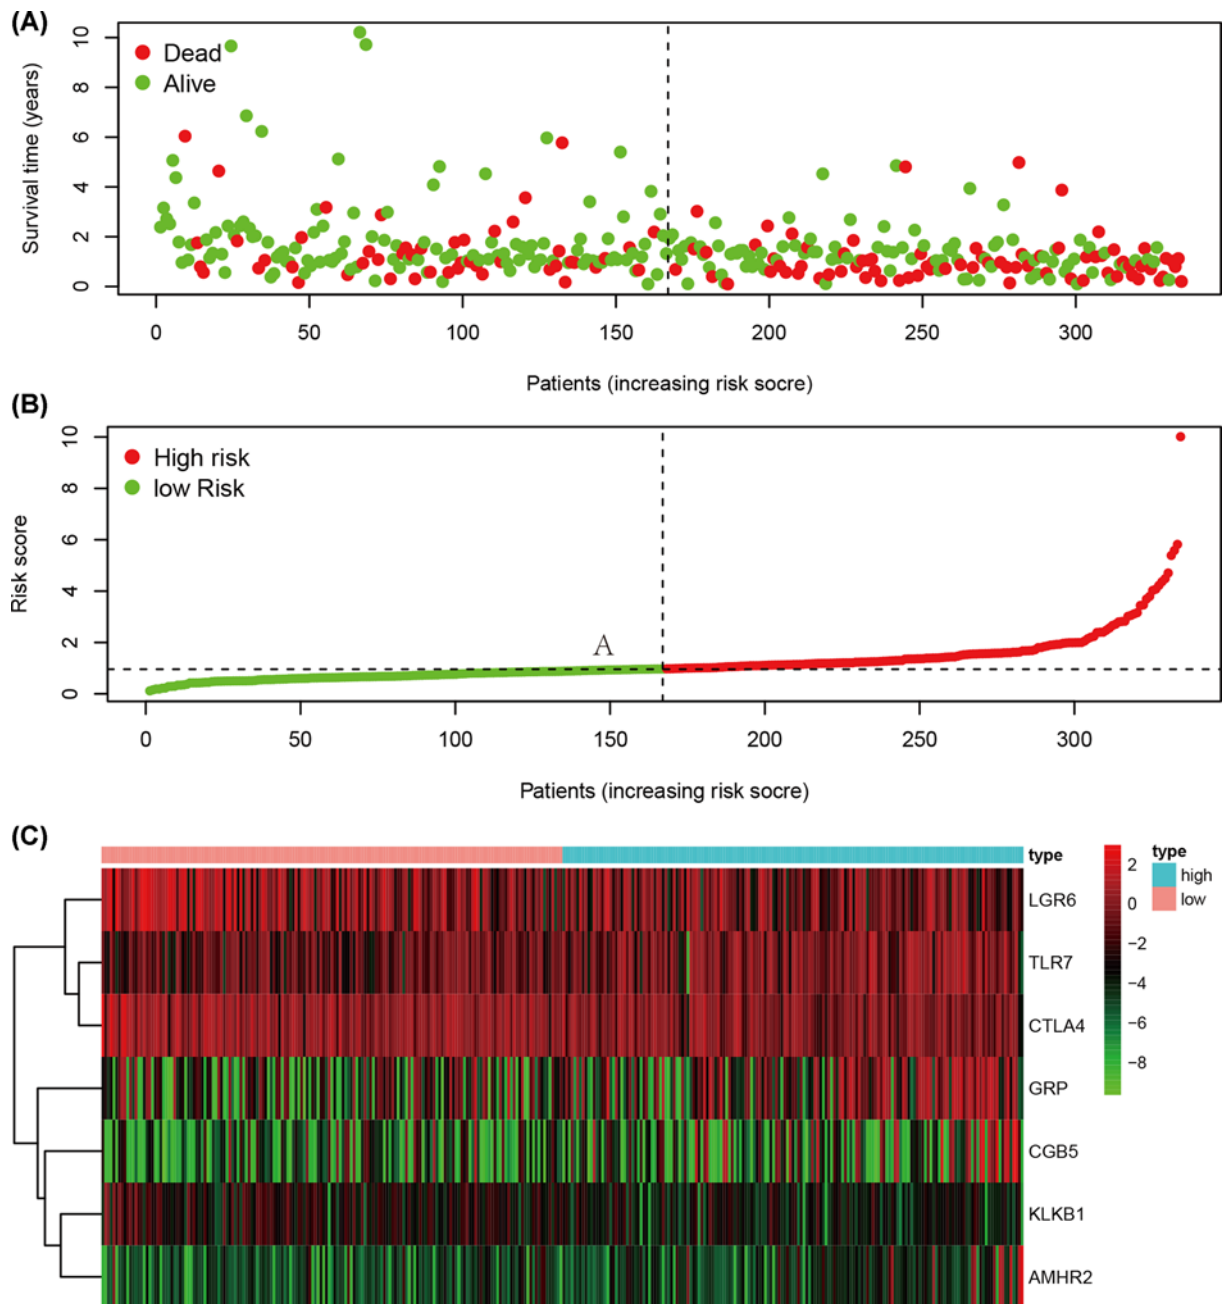 (A)
Survival time (years)
10
8
6
4
2
0
Dead
Alive
0 50 100 150 200 250 300
Patients (increasing risk socre)
(B)
Risk score
10
8
6
4
2
0
High risk
low Risk
A
0 50 100 150 200 250 300
Patients (increasing risk socre)
(C)
type
LGR6
TLR7
CTLA4
GRP
CGB5
KLKB1
AMHR2
2
0
−2
−4
−6
−8
type
high
low